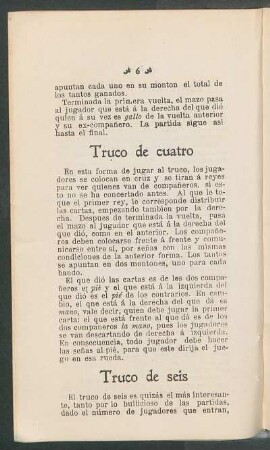 6
apuntan cada uno en su monton el total de
los tantos ganados.
Terminada la primera vuelta, el mazo pasa
al jugador que está á la derecha del que dió
quien á su vez es gallo de la vuelta anterior
y su ex-compañero. La partida sigue así
hasta el final.
Truco de cuatro
En esta forma de jugar al truco, los juga-
dores se colocan en cruz y se tiran á reyes
para ver quienes van de compañeros, si es-
to no se ha concertado antes. Al que le to-
que el primer rey, le corresponde distribuir
las cartas, empezando tambien por la dere-
cha. Despues de terminada la vuelta, pasa
el mazo al jugador que está á la derecha del
que dió, como en el anterior. Los compañe-
ros deben colocarse frente á frente y comuni-
carse entre sí, por señas con las mismas
condiciones de la anterior forma. Los tantos
se apuntan en dos montones, uno para cada
bando.
El que dió las cartas es de los dos compa-
ñeros el pié y el que está á la izquierda del
que dió es el pié de los contrarios. En cam-
bio, el que está á la derecha del que dá es
mano, vale decir, quien debe jugar la primer
carta: el que está frente al que dá es de los
dos compañeros la mano, pues los jugadores
se van descartando de derecha á izquierda.
En consecuencia, todo jugador debe hacer
las señas al pié, para que este dirija el jue-
go en esa rueda.
Truco de seis
El truco de seis es quizás el más interesan-
te, tanto por lo bullicioso de las partidas,
dado el número de jugadores que entran,